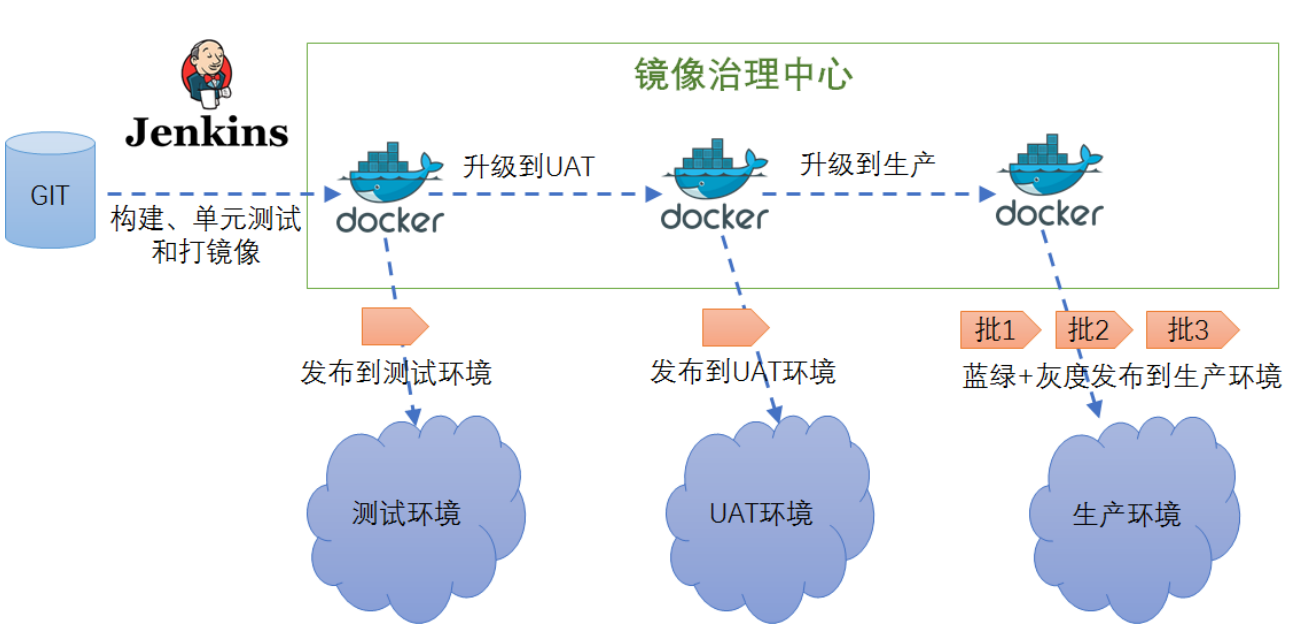 镜像治理中心
Jenkins
GIT
构建、单元测试
和打镜像
docker
升级到UAT
docker
升级到生产
docker
发布到测试环境
发布到UAT环境
批1
批2
批3
蓝绿+灰度发布到生产环境
测试环境
UAT环境
生产环境